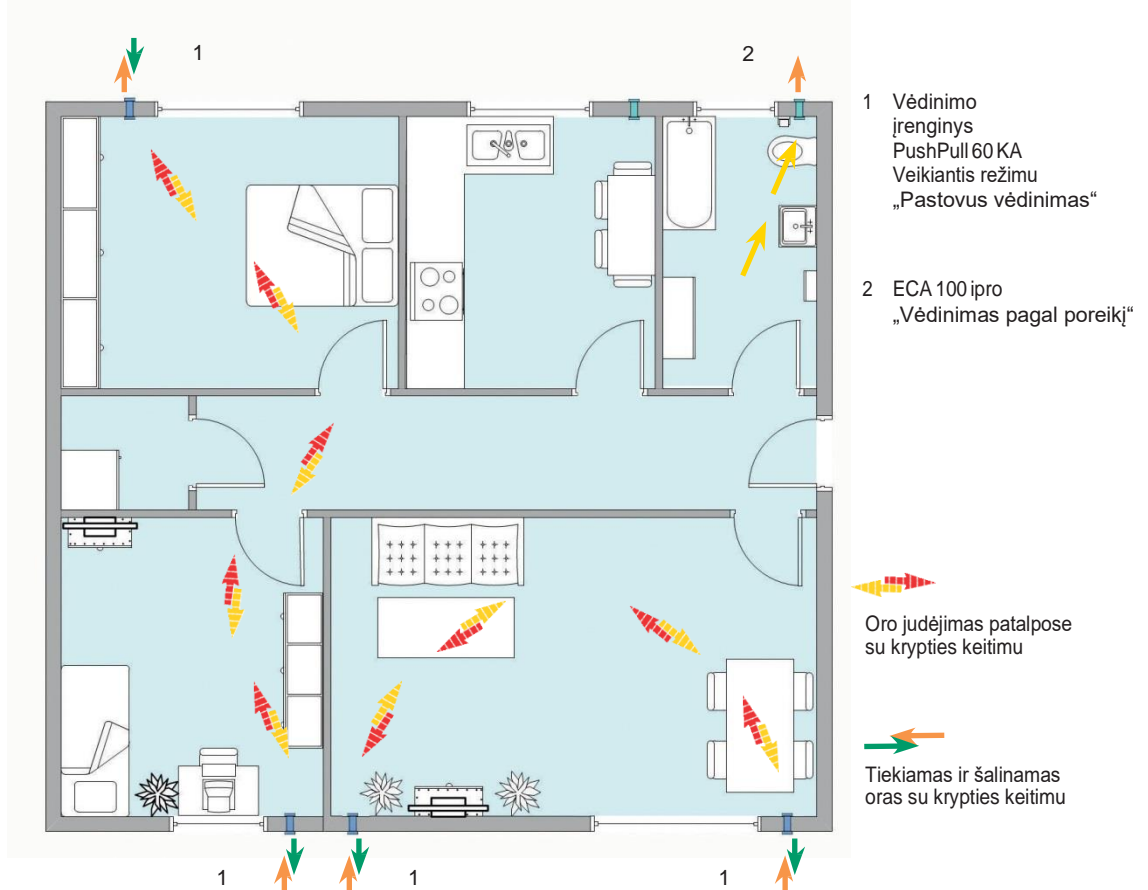 1
2
1 Vėdinimo
įrenginys
PushPull 60 KA
Veikiantis režimu
„Pastovus vėdinimas“
2 ECA 100 ipro
„Vėdinimas pagal poreikį“
Oro judėjimas patalpose
su krypties keitimu
Tiekiamas ir šalinamas
oras su krypties keitimu
1
1
1